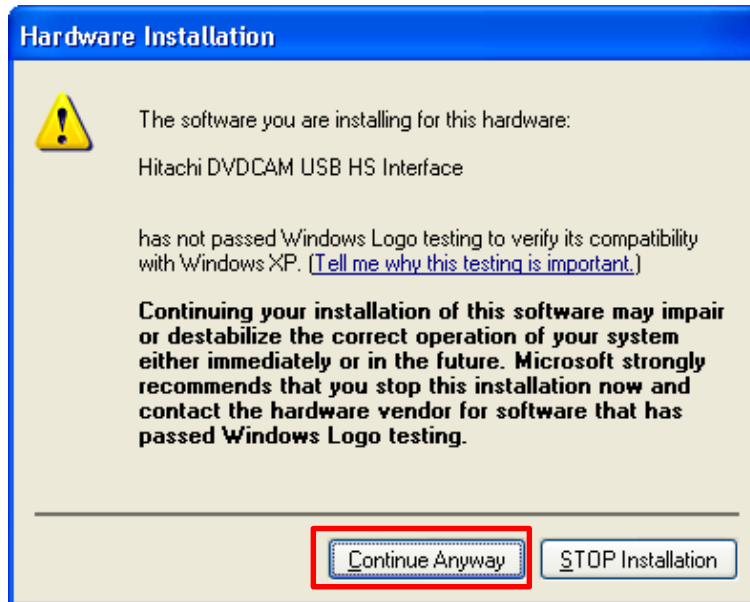 Hardware Installation
The software you are installing for this hardware:
Hitachi DVDCAM USB HS Interface
has not passed Windows Logo testing to verify its compatibility
with Windows XP. (Tell me why this testing is important.)
Continuing your installation of this software may impair
or destabilize the correct operation of your system
either immediately or in the future. Microsoft strongly
recommends that you stop this installation now and
contact the hardware vendor for software that has
passed Windows Logo testing.
Continue Anyway STOP Installation